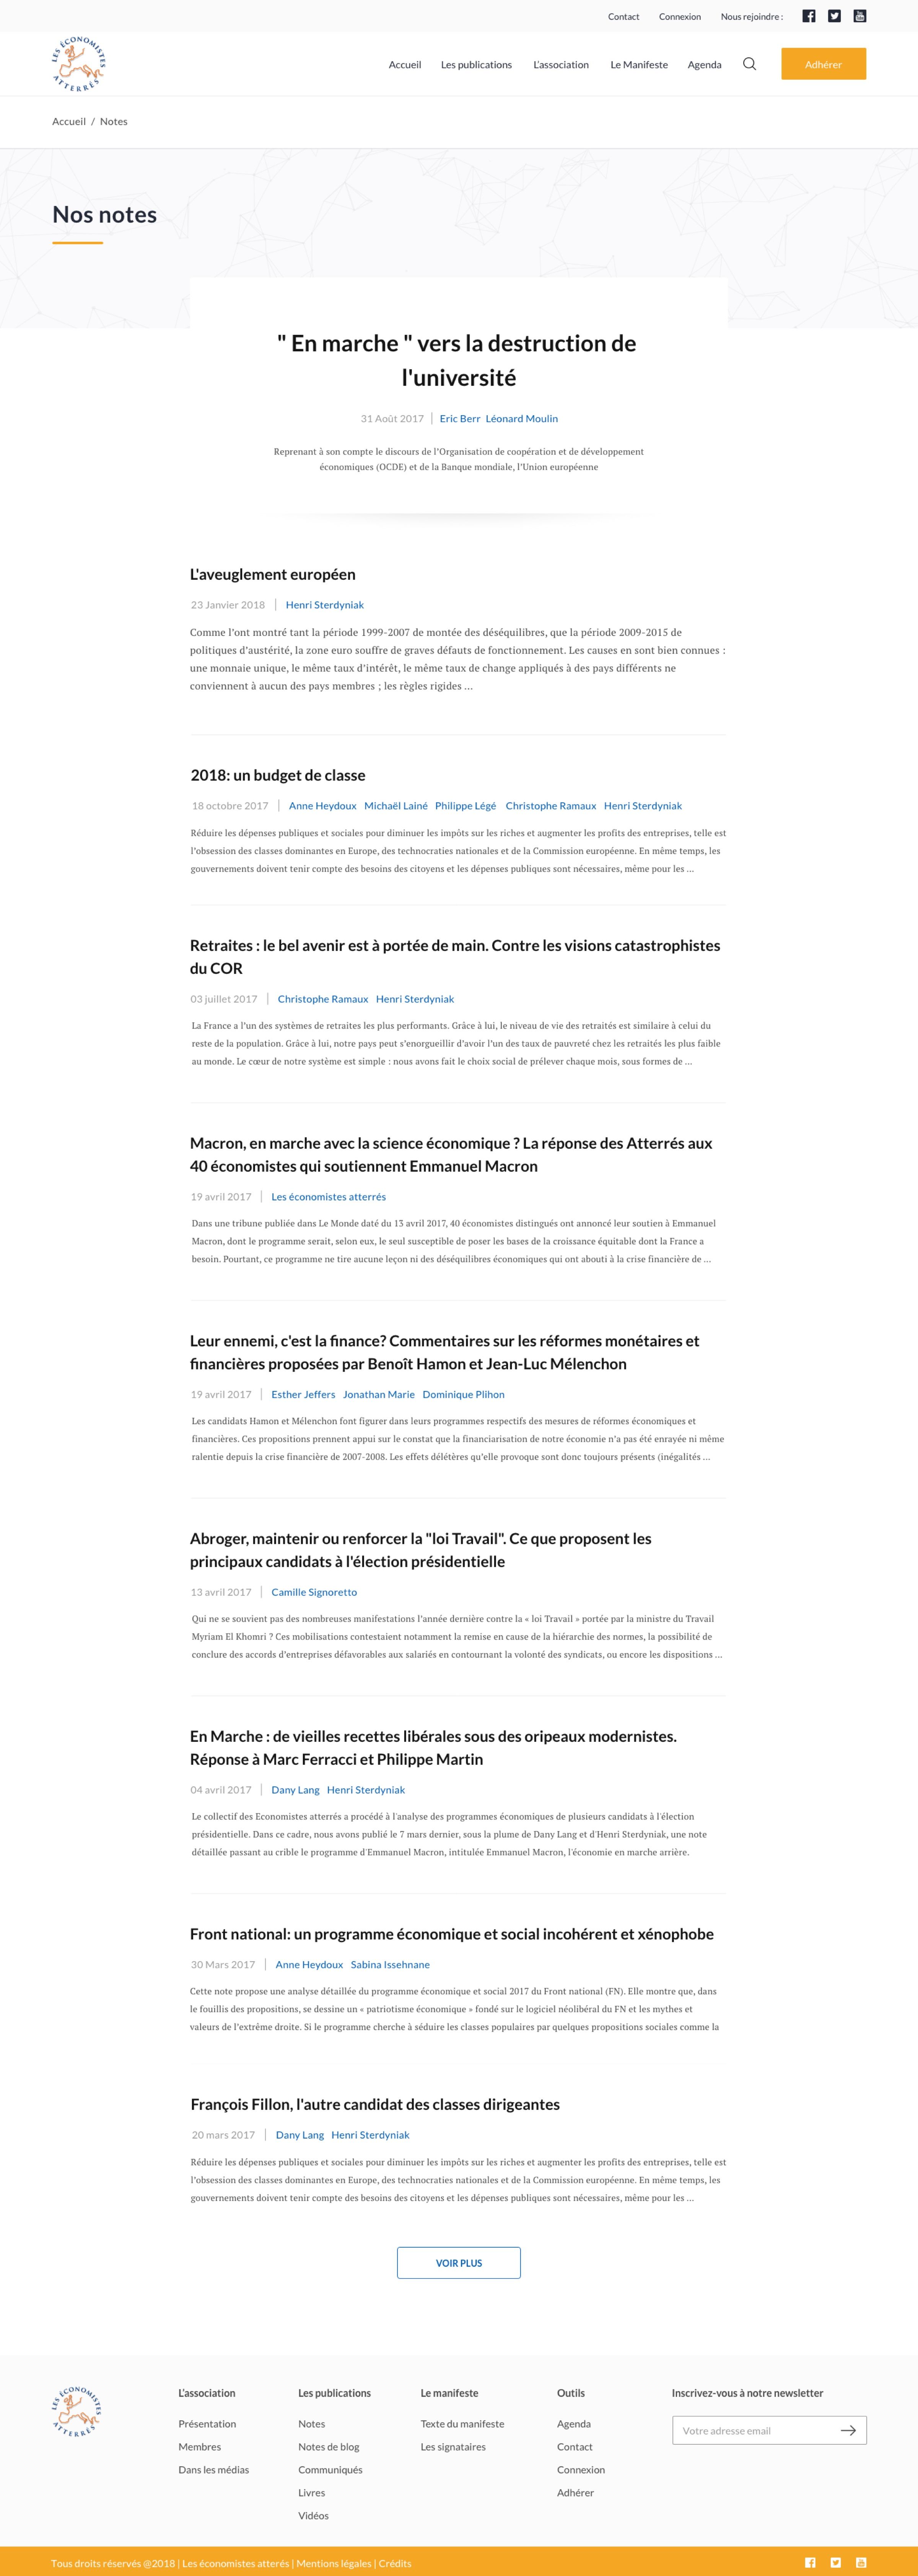 Contact Connexion Nous rejoindre :
LES ÉCONOMISTES ATTERRÉS
Accueil Les publications L'association Le Manifeste Agenda Adhérer
Accueil / Notes
Nos notes
" En marche " vers la destruction de
l'université
31 Août 2017 | Eric Berr Léonard Moulin
Reprenant à son compte le discours de l'Organisation de coopération et de développement
économiques (OCDE) et de la Banque mondiale, l'Union européenne
L'aveuglement européen
23 Janvier 2018 | Henri Sterdyniak
Comme l'ont montré tant la période 1999-2007 de montée des déséquilibres, que la période 2009-2015 de
politiques d'austérité, la zone euro souffre de graves défauts de fonctionnement. Les causes en sont bien connues :
une monnaie unique, le même taux d'intérêt, le même taux de change appliqués à des pays différents ne
conviennent à aucun des pays membres ; les règles rigides ...
2018: un budget de classe
18 octobre 2017 | Anne Heydoux Michaël Lainé Philippe Légé Christophe Ramaux Henri Sterdyniak
Réduire les dépenses publiques et sociales pour diminuer les impôts sur les riches et augmenter les profits des entreprises, telle est
l'obsession des classes dominantes en Europe, des technocraties nationales et de la Commission européenne. En même temps, les
gouvernements doivent tenir compte des besoins des citoyens et les dépenses publiques sont nécessaires, même pour les ...
Retraites : le bel avenir est à portée de main. Contre les visions catastrophistes
du COR
03 juillet 2017 | Christophe Ramaux Henri Sterdyniak
La France a l'un des systèmes de retraites les plus performants. Grâce à lui, le niveau de vie des retraités est similaire à celui du
reste de la population. Grâce à lui, notre pays peut s'enorgueillir d'avoir l'un des taux de pauvreté chez les retraités les plus faible
au monde. Le cœur de notre système est simple : nous avons fait le choix social de prélever chaque mois, sous formes de ...
Macron, en marche avec la science économique ? La réponse des Atterrés aux
40 économistes qui soutiennent Emmanuel Macron
19 avril 2017 | Les économistes atterrés
Dans une tribune publiée dans Le Monde daté du 13 avril 2017, 40 économistes distingués ont annoncé leur soutien à Emmanuel
Macron, dont le programme serait, selon eux, le seul susceptible de poser les bases de la croissance équitable dont la France a
besoin. Pourtant, ce programme ne tire aucune leçon ni des déséquilibres économiques qui ont abouti à la crise financière de ...
Leur ennemi, c'est la finance? Commentaires sur les réformes monétaires et
financières proposées par Benoît Hamon et Jean-Luc Mélenchon
19 avril 2017 | Esther Jeffers Jonathan Marie Dominique Plihon
Les candidats Hamon et Mélenchon font figurer dans leurs programmes respectifs des mesures de réformes économiques et
financières. Ces propositions prennent appui sur le constat que la financiarisation de notre économie n'a pas été enrayée ni même
ralentie depuis la crise financière de 2007-2008. Les effets délétères qu'elle provoque sont donc toujours présents (inégalités ...
Abroger, maintenir ou renforcer la "loi Travail". Ce que proposent les
principaux candidats à l'élection présidentielle
13 avril 2017 | Camille Signoretto
Qui ne se souvient pas des nombreuses manifestations l'année dernière contre la « loi Travail » portée par la ministre du Travail
Myriam El Khomri ? Ces mobilisations contestaient notamment la remise en cause de la hiérarchie des normes, la possibilité de
conclure des accords d'entreprises défavorables aux salariés en contournant la volonté des syndicats, ou encore les dispositions ...
En Marche : de vieilles recettes libérales sous des oripeaux modernistes.
Réponse à Marc Ferracci et Philippe Martin
04 avril 2017 | Dany Lang Henri Sterdyniak
Le collectif des Economistes atterrés a procédé à l'analyse des programmes économiques de plusieurs candidats à l'élection
présidentielle. Dans ce cadre, nous avons publié le 7 mars dernier, sous la plume de Dany Lang et d'Henri Sterdyniak, une note
détaillée passant au crible le programme d'Emmanuel Macron, intitulée Emmanuel Macron, l'économie en marche arrière.
Front national: un programme économique et social incohérent et xénophobe
30 Mars 2017 | Anne Heydoux Sabina Issehnane
Cette note propose une analyse détaillée du programme économique et social 2017 du Front national (FN). Elle montre que, dans
le fouillis des propositions, se dessine un « patriotisme économique » fondé sur le logiciel néolibéral du FN et les mythes et
valeurs de l'extrême droite. Si le programme cherche à séduire les classes populaires par quelques propositions sociales comme la
François Fillon, l'autre candidat des classes dirigeantes
20 mars 2017 | Dany Lang Henri Sterdyniak
Réduire les dépenses publiques et sociales pour diminuer les impôts sur les riches et augmenter les profits des entreprises, telle est
l'obsession des classes dominantes en Europe, des technocraties nationales et de la Commission européenne. En même temps, les
gouvernements doivent tenir compte des besoins des citoyens et les dépenses publiques sont nécessaires, même pour les ...
VOIR PLUS
LES ÉCONOMISTES ATTERRÉS
L'association Les publications Le manifeste Outils Inscrivez-vous à notre newsletter
Présentation Notes Texte du manifeste Agenda Votre adresse email
Membres Notes de blog Les signataires Contact
Dans les médias Communiqués Connexion
Livres Adhérer
Vidéos
Tous droits réservés @2018 | Les économistes atterés | Mentions légales | Crédits